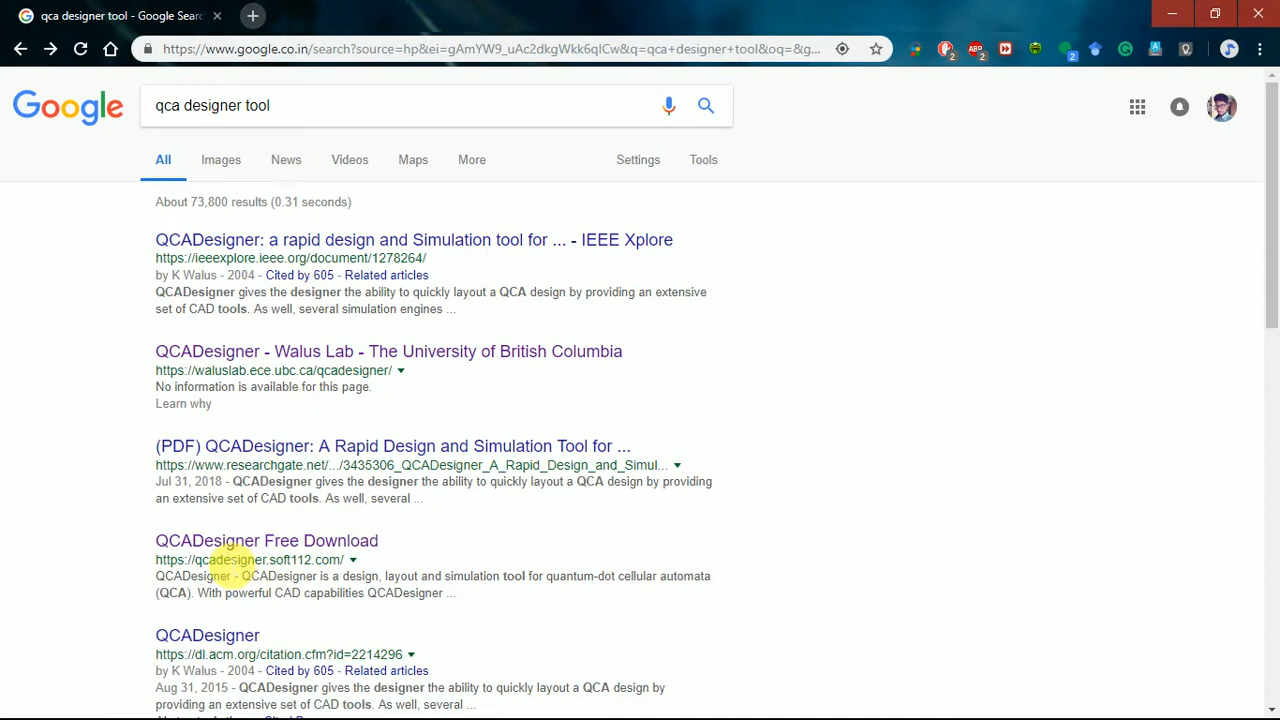 qca designer tool - Google Searc
https://www.google.co.in/search?source=hp&ei=gAmYW9_uAc2dkgWkk6qICw&q=qca+designer+tool&oq=&g...
2
ABP
2
2
Google
qca designer tool
All
Images
News
Videos
Maps
More
Settings
Tools
About 73,800 results (0.31 seconds)
QCADesigner: a rapid design and Simulation tool for ... - IEEE Xplore
https://ieeexplore.ieee.org/document/1278264/
by K Walus - 2004 - Cited by 605 - Related articles
QCADesigner gives the designer the ability to quickly layout a QCA design by providing an extensive
set of CAD tools. As well, several simulation engines ...
QCADesigner - Walus Lab - The University of British Columbia
https://waluslab.ece.ubc.ca/qcadesigner/
No information is available for this page.
Learn why
(PDF) QCADesigner: A Rapid Design and Simulation Tool for ...
https://www.researchgate.net/.../3435306_QCADesigner_A_Rapid_Design_and_Simul...
Jul 31, 2018 - QCADesigner gives the designer the ability to quickly layout a QCA design by providing
an extensive set of CAD tools. As well, several ...
QCADesigner Free Download
https://qcadesigner.soft112.com/
QCADesigner - QCADesigner is a design, layout and simulation tool for quantum-dot cellular automata
(QCA). With powerful CAD capabilities QCADesigner ...
QCADesigner
https://dl.acm.org/citation.cfm?id=2214296
by K Walus - 2004 - Cited by 605 - Related articles
Aug 31, 2015 - QCADesigner gives the designer the ability to quickly layout a QCA design by
providing an extensive set of CAD tools. As well, several simulation engines ...